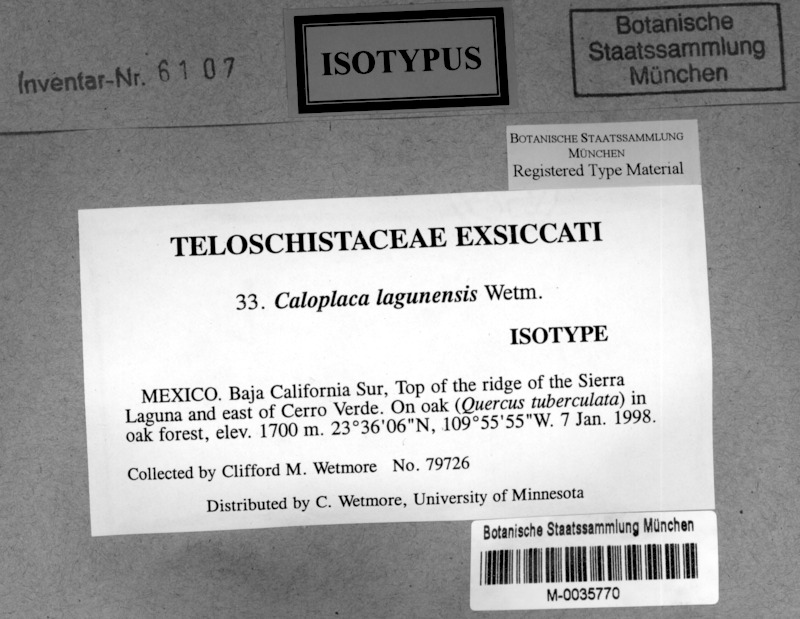 Inventar-Nr. 6107
ISOTYPUS
Botanische
Staatssammlung
München
BOTANISCHE STAATSSAMMLUNG
MÜNCHEN
Registered Type Material
TELOSCHISTACEAE EXSICCATI
33. Caloplaca lagunensis Wetm.
ISOTYPE
MEXICO. Baja California Sur, Top of the ridge of the Sierra
Laguna and east of Cerro Verde. On oak (Quercus tuberculata) in
oak forest, elev. 1700 m. 23°36'06"N, 109°55'55"W. 7 Jan. 1998.
Collected by Clifford M. Wetmore No. 79726
Distributed by C. Wetmore, University of Minnesota
Botanische Staatssammlung München
M-0035770